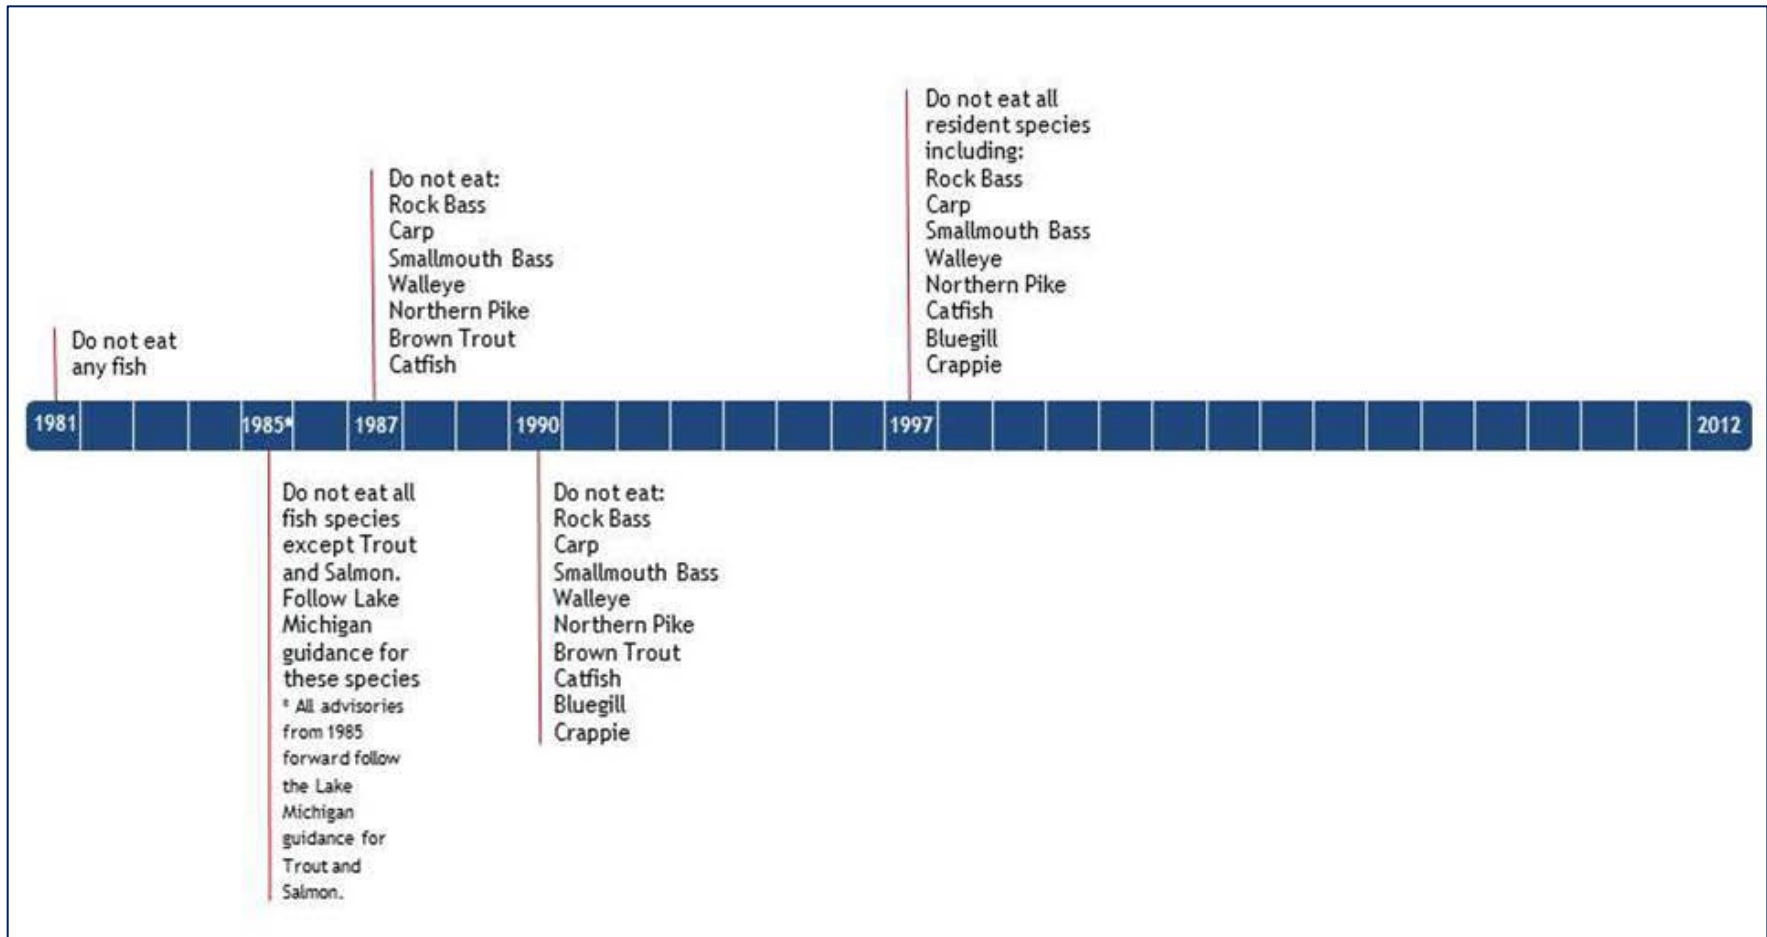 Do not eat
any fish
Do not eat:
Rock Bass
Carp
Smallmouth Bass
Walleye
Northern Pike
Brown Trout
Catfish
Do not eat all
resident species
including:
Rock Bass
Carp
Smallmouth Bass
Walleye
Northern Pike
Catfish
Bluegill
Crappie
1981 1985* 1987 1990 1997 2012
Do not eat all
fish species
except Trout
and Salmon.
Follow Lake
Michigan
guidance for
these species
* All advisories
from 1985
forward follow
the Lake
Michigan
guidance for
Trout and
Salmon.
Do not eat:
Rock Bass
Carp
Smallmouth Bass
Walleye
Northern Pike
Brown Trout
Catfish
Bluegill
Crappie